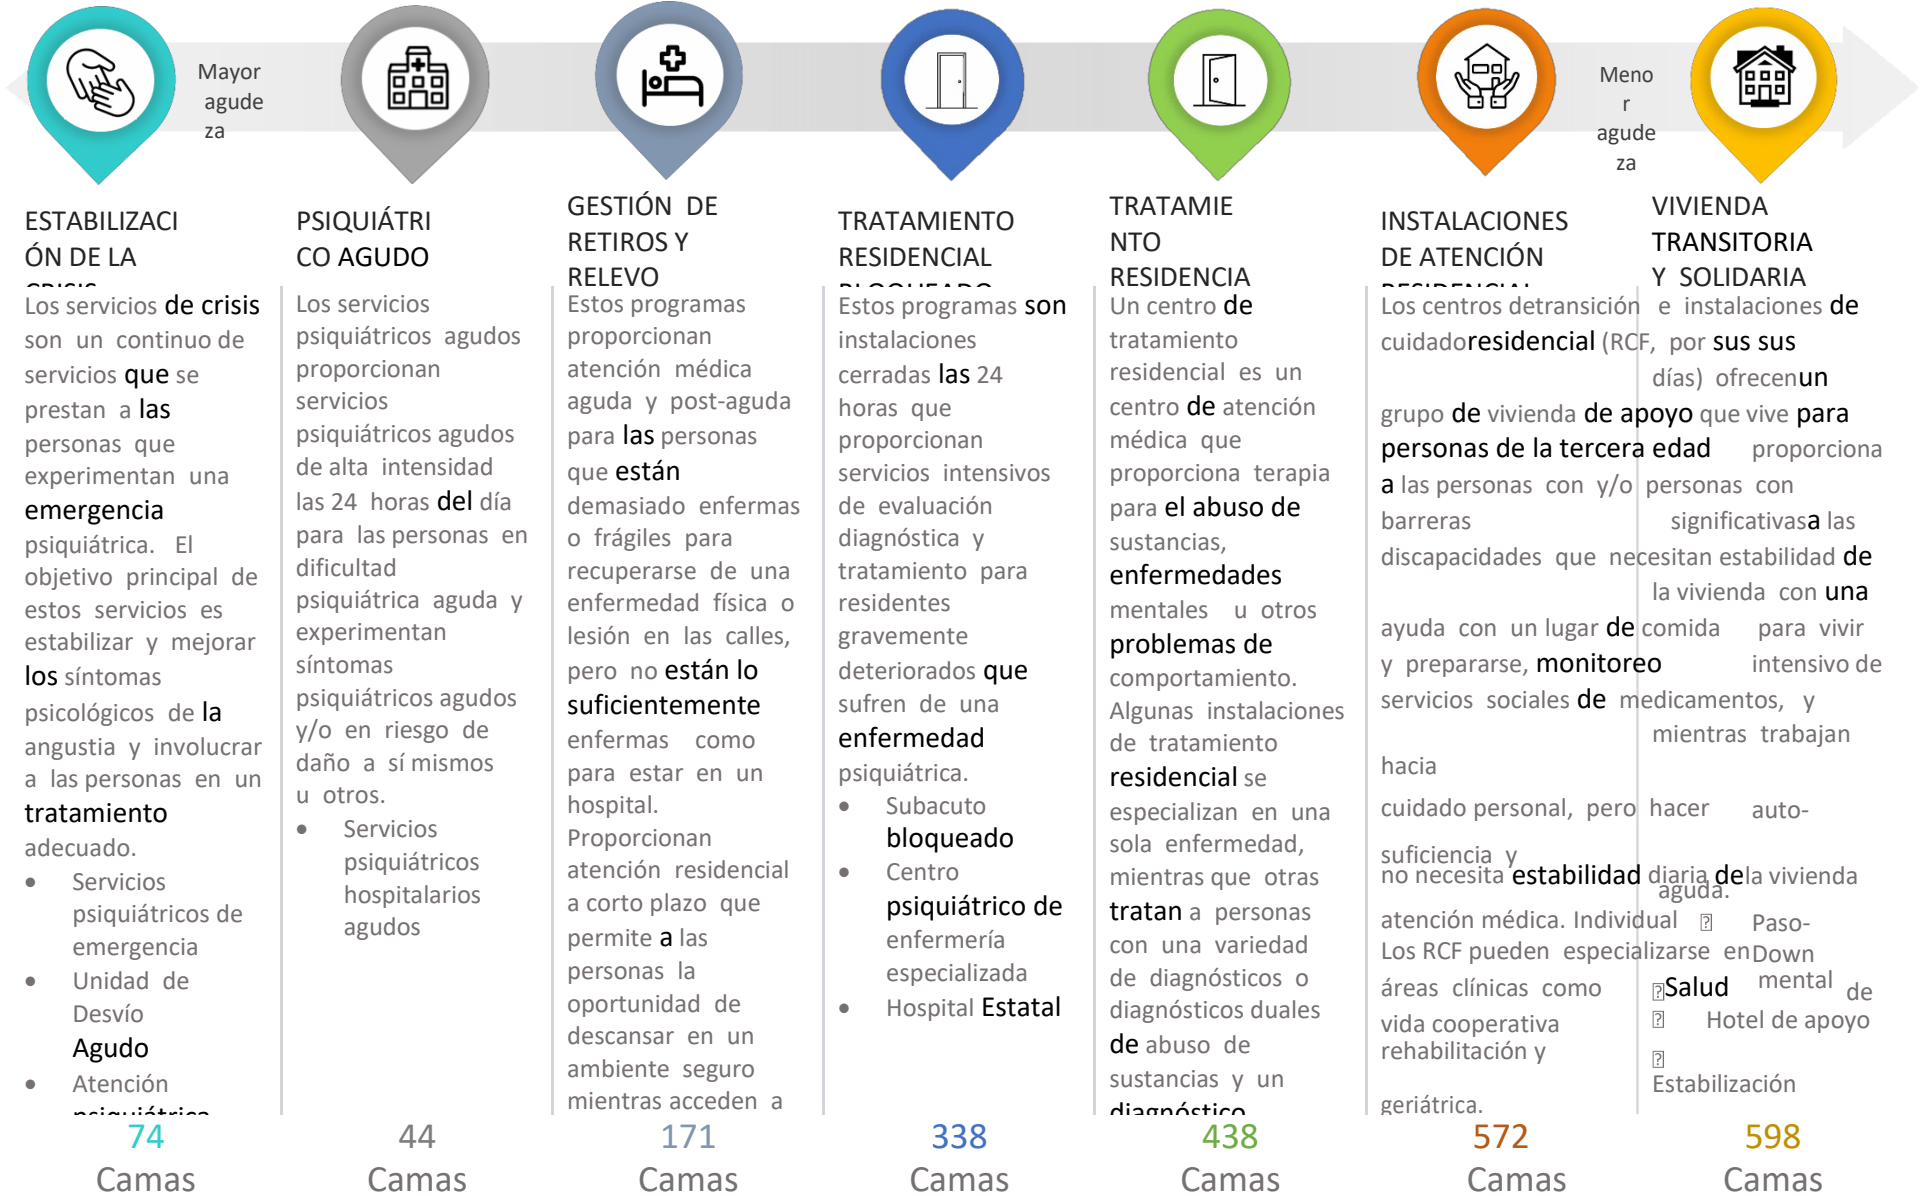 Mayor
agude
za
Meno
r
agude
za
ESTABILIZACI
ÓN DE LA
CRISIS
Los servicios de crisis
son un continuo de
servicios que se
prestan a las
personas que
experimentan una
emergencia
psiquiátrica. El
objetivo principal de
estos servicios es
estabilizar y mejorar
los síntomas
psicológicos de la
angustia y involucrar
a las personas en un
tratamiento
adecuado.
• Servicios
psiquiátricos de
emergencia
• Unidad de
Desvío
Agudo
• Atención
psiquiátrica
74
Camas
PSIQUIÁTRI
CO AGUDO
Los servicios
psiquiátricos agudos
proporcionan
servicios
psiquiátricos agudos
de alta intensidad
las 24 horas del día
para las personas en
dificultad
psiquiátrica aguda y
experimentan
síntomas
psiquiátricos agudos
y/o en riesgo de
daño a sí mismos
u otros.
• Servicios
psiquiátricos
hospitalarios
agudos
44
Camas
GESTIÓN DE
RETIROS Y
RELEVO
Estos programas
proporcionan
atención médica
aguda y post-aguda
para las personas
que están
demasiado enfermas
o frágiles para
recuperarse de una
enfermedad física o
lesión en las calles,
pero no están lo
suficientemente
enfermas como
para estar en un
hospital.
Proporcionan
atención residencial
a corto plazo que
permite a las
personas la
oportunidad de
descansar en un
ambiente seguro
mientras acceden a
171
Camas
TRATAMIENTO
RESIDENCIAL
BLOQUEADO
Estos programas son
instalaciones
cerradas las 24
horas que
proporcionan
servicios intensivos
de evaluación
diagnóstica y
tratamiento para
residentes
gravemente
deteriorados que
sufren de una
enfermedad
psiquiátrica.
• Subacuto
bloqueado
• Centro
psiquiátrico de
enfermería
especializada
• Hospital Estatal
338
Camas
TRATAMIE
NTO
RESIDENCIA
Un centro de
tratamiento
residencial es un
centro de atención
médica que
proporciona terapia
para el abuso de
sustancias,
enfermedades
mentales u otros
problemas de
comportamiento.
Algunas instalaciones
de tratamiento
residencial se
especializan en una
sola enfermedad,
mientras que otras
tratan a personas
con una variedad
de diagnósticos o
diagnósticos duales
de abuso de
sustancias y un
diagnóstico
438
Camas
INSTALACIONES
DE ATENCIÓN
RESIDENCIAL
VIVIENDA
TRANSITORIA
Y SOLIDARIA
Los centros detransición e instalaciones de
cuidadoresidencial (RCF, por sus sus
días) ofrecenun
grupo de vivienda de apoyo que vive para
personas de la tercera edad proporciona
a las personas con y/o personas con
barreras significativasa las
discapacidades que necesitan estabilidad de
la vivienda con una
ayuda con un lugar de comida para vivir
y prepararse, monitoreo intensivo de
servicios sociales de medicamentos, y
mientras trabajan
hacia
cuidado personal, pero hacer auto-
suficiencia y
no necesita estabilidad diaria dela vivienda
aguda.
atención médica. Individual Paso-
Los RCF pueden especializarse en Down
áreas clínicas como Salud mental de
vida cooperativa Hotel de apoyo
rehabilitación y
Estabilización
geriátrica.
572
Camas
598
Camas